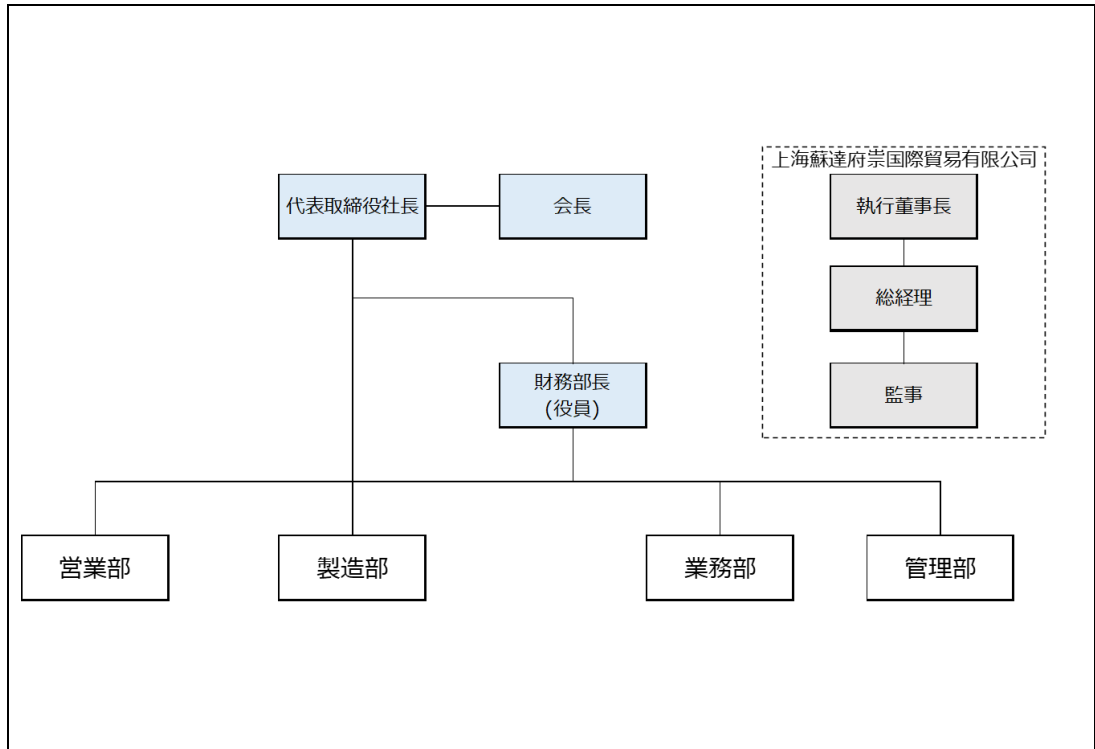 上海蘇達府崇国際貿易有限公司
代表取締役社長
会長
執行董事長
総経理
財務部長
(役員)
監事
営業部
製造部
業務部
管理部